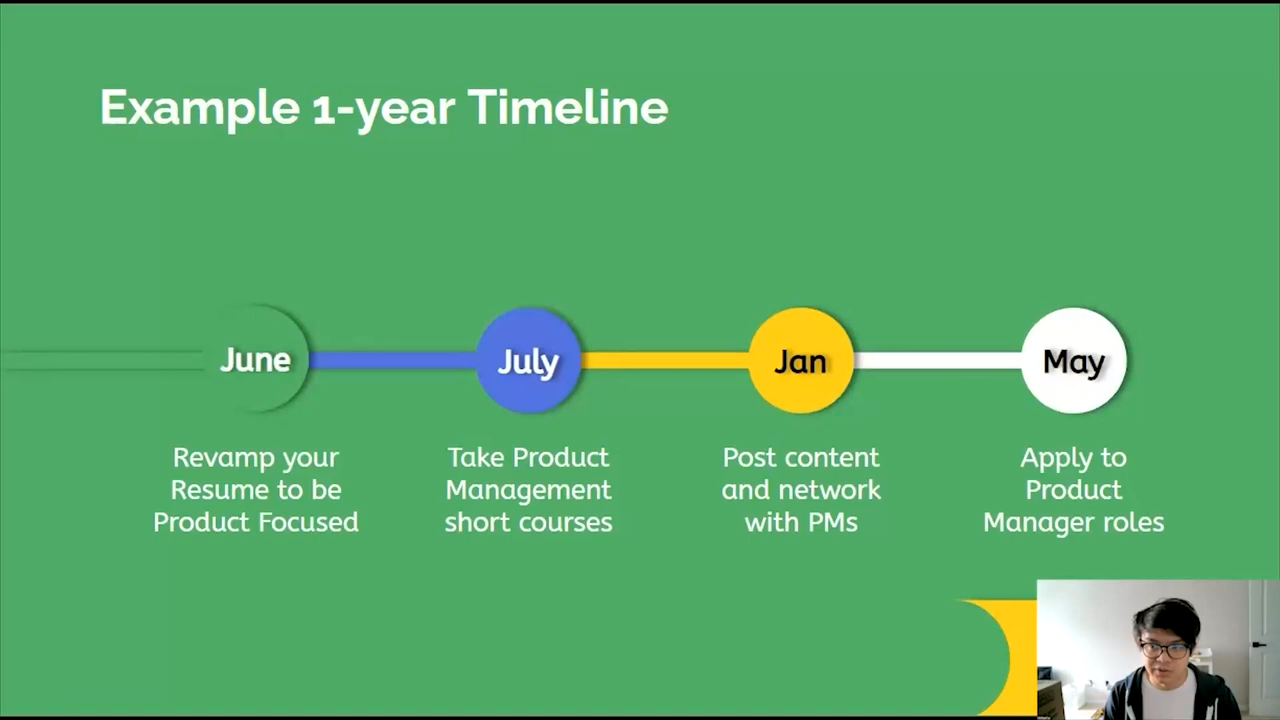 Example 1-year Timeline
June
July
Jan
May
Revamp your
Resume to be
Product Focused
Take Product
Management
short courses
Post content
and network
with PMs
Apply to
Product
Manager roles